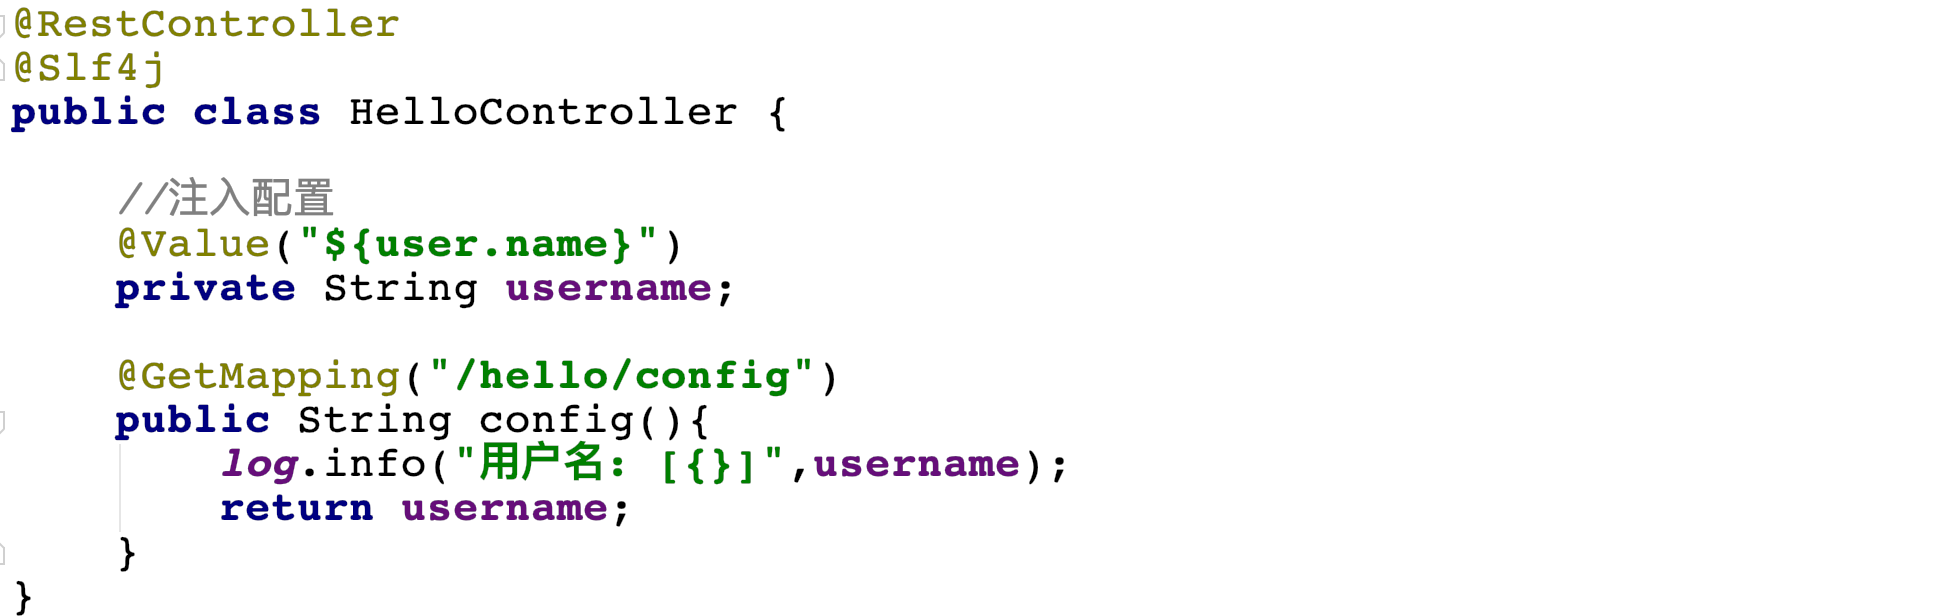 @RestController
@Slf4j
public class HelloController {
//注入配置
@Value("${user.name}")
private String username;
@GetMapping("/hello/config")
public String config(){
log.info("用户名: [{}]",username);
return username;
}
}